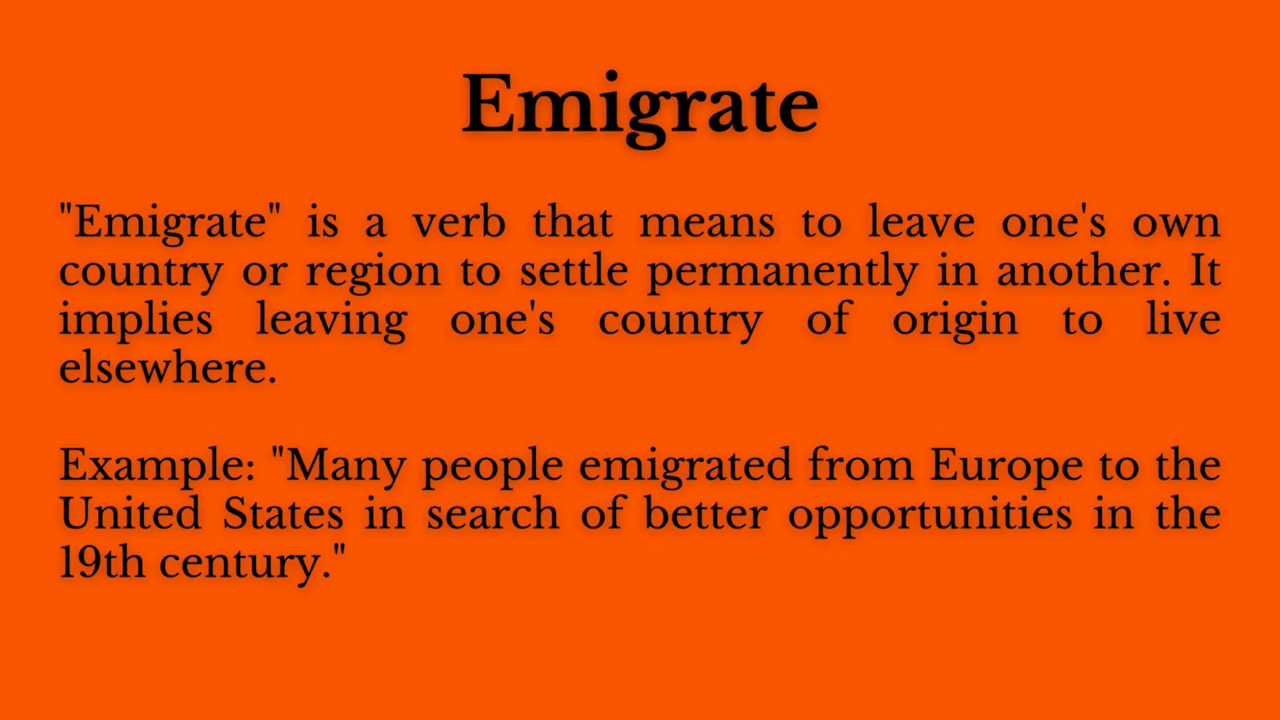 Emigrate
"Emigrate" is a verb that means to leave one's own
country or region to settle permanently in another. It
implies leaving one's country of origin to live
elsewhere.
Example: "Many people emigrated from Europe to the
United States in search of better opportunities in the
19th century."